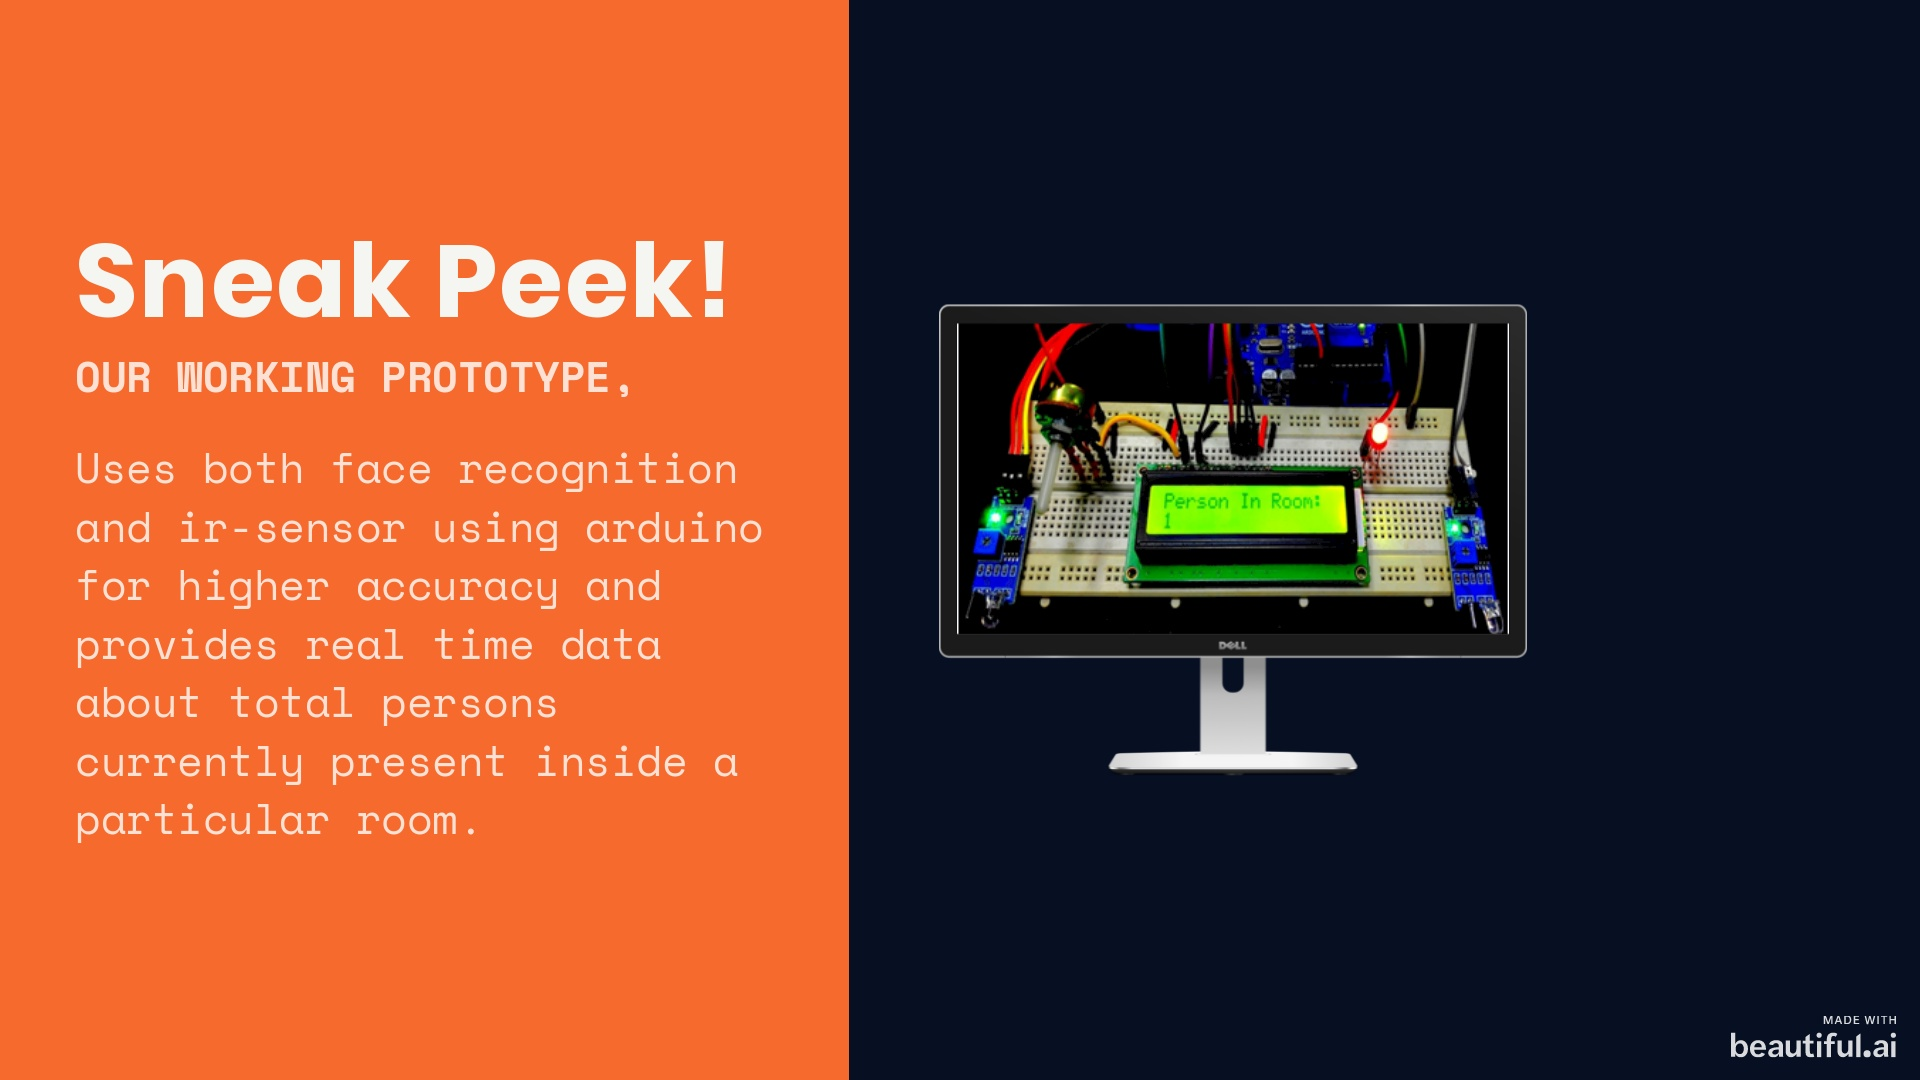 Sneak Peek!
OUR WORKING PROTOTYPE,
Uses both face recognition
and ir-sensor using arduino
for higher accuracy and
provides real time data
about total persons
currently present inside a
particular room.
Person In Room:
1
DELL
MADE WITH
beautiful.ai